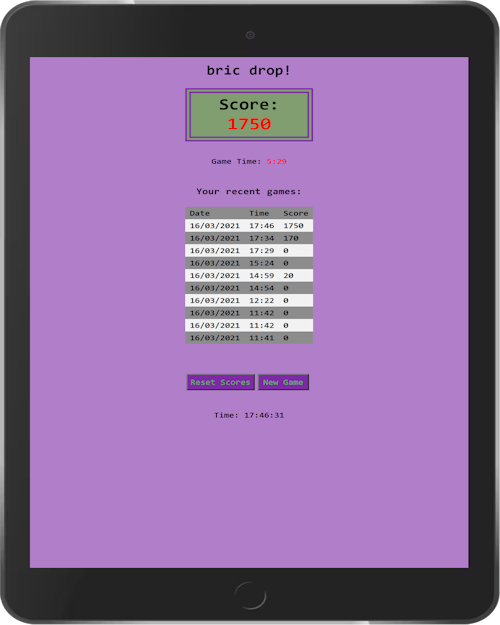 bric drop!
Score:
1750
Game Time: 5:29
Your recent games:
Date Time Score
16/03/2021 17:46 1750
16/03/2021 17:34 170
16/03/2021 17:29 0
16/03/2021 15:24 0
16/03/2021 14:59 20
16/03/2021 14:54 0
16/03/2021 12:22 0
16/03/2021 11:42 0
16/03/2021 11:42 0
16/03/2021 11:41 0
Reset Scores New Game
Time: 17:46:31